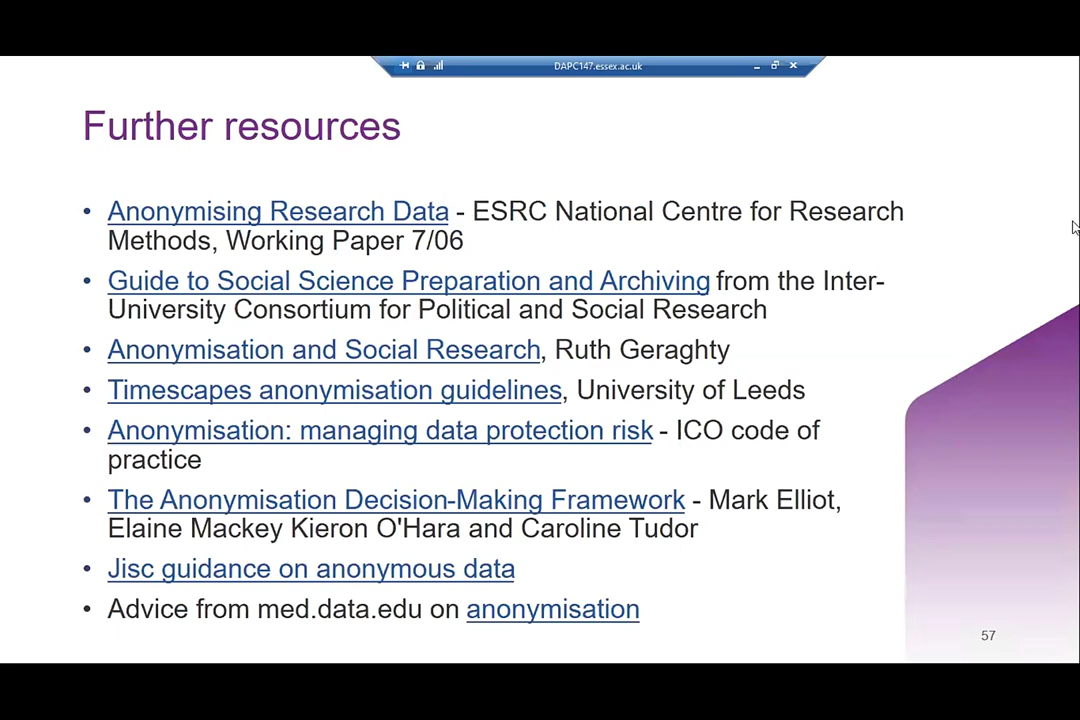 DAPC147.essex.ac.uk
Further resources
• Anonymising Research Data - ESRC National Centre for Research
Methods, Working Paper 7/06
• Guide to Social Science Preparation and Archiving from the Inter-
University Consortium for Political and Social Research
• Anonymisation and Social Research, Ruth Geraghty
• Timescapes anonymisation guidelines, University of Leeds
• Anonymisation: managing data protection risk - ICO code of
practice
• The Anonymisation Decision-Making Framework - Mark Elliot,
Elaine Mackey Kieron O'Hara and Caroline Tudor
• Jisc guidance on anonymous data
• Advice from med.data.edu on anonymisation
57